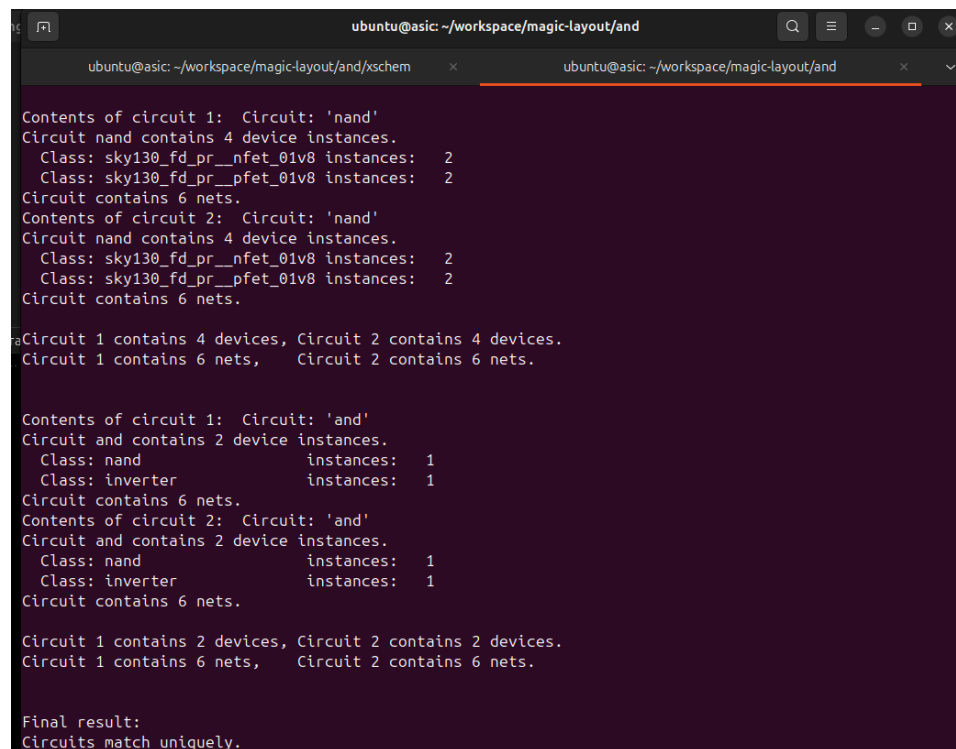 ubuntu@asic: ~/workspace/magic-layout/and
ubuntu@asic: ~/workspace/magic-layout/and/xschem
ubuntu@asic: ~/workspace/magic-layout/and
Contents of circuit 1:  Circuit: 'nand'
Circuit nand contains 4 device instances.
  Class: sky130_fd_pr__nfet_01v8 instances:   2
  Class: sky130_fd_pr__pfet_01v8 instances:   2
Circuit contains 6 nets.
Contents of circuit 2:  Circuit: 'nand'
Circuit nand contains 4 device instances.
  Class: sky130_fd_pr__nfet_01v8 instances:   2
  Class: sky130_fd_pr__pfet_01v8 instances:   2
Circuit contains 6 nets.
Circuit 1 contains 4 devices, Circuit 2 contains 4 devices.
Circuit 1 contains 6 nets,    Circuit 2 contains 6 nets.
Contents of circuit 1:  Circuit: 'and'
Circuit and contains 2 device instances.
  Class: nand                  instances:   1
  Class: inverter              instances:   1
Circuit contains 6 nets.
Contents of circuit 2:  Circuit: 'and'
Circuit and contains 2 device instances.
  Class: nand                  instances:   1
  Class: inverter              instances:   1
Circuit contains 6 nets.
Circuit 1 contains 2 devices, Circuit 2 contains 2 devices.
Circuit 1 contains 6 nets,    Circuit 2 contains 6 nets.
Final result:
Circuits match uniquely.